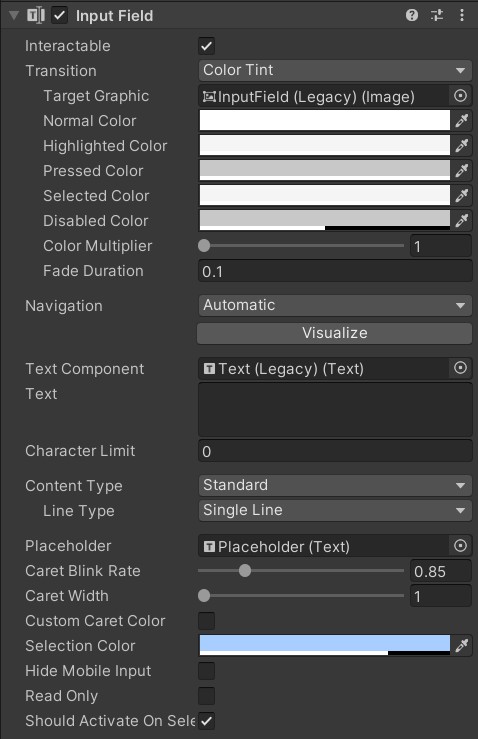 Input Field
Interactable
Transition Color Tint
Target Graphic InputField (Legacy) (Image)
Normal Color
Highlighted Color
Pressed Color
Selected Color
Disabled Color
Color Multiplier 1
Fade Duration 0.1
Navigation Automatic
Visualize
Text Component Text (Legacy) (Text)
Text
Character Limit 0
Content Type Standard
Line Type Single Line
Placeholder Placeholder (Text)
Caret Blink Rate 0.85
Caret Width 1
Custom Caret Color
Selection Color
Hide Mobile Input
Read Only
Should Activate On Sele